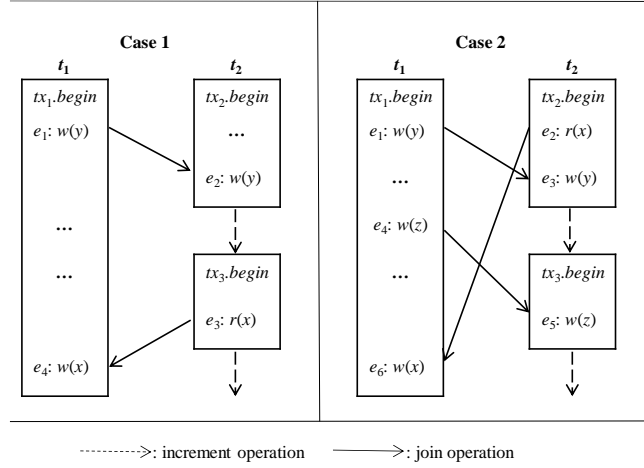 Case 1
t1
t2
tx1.begin
e1: w(y)
...
...
e4: w(x)
tx2.begin
...
e2: w(y)
tx3.begin
e3: r(x)
Case 2
t1
t2
tx1.begin
e1: w(y)
...
e4: w(z)
...
e6: w(x)
tx2.begin
e2: r(x)
e3: w(y)
tx3.begin
e5: w(z)
: increment operation
: join operation